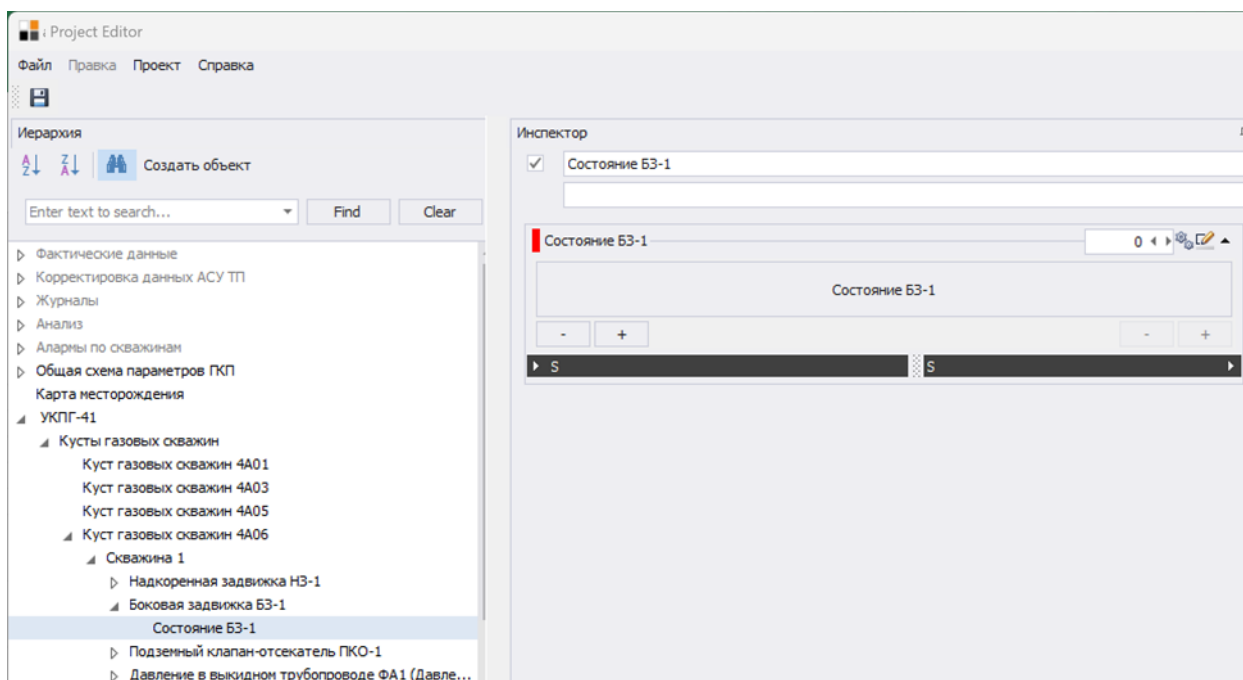 Project Editor
Файл Правка Проект Справка
Иерархия
Создать объект
Enter text to search...
Find
Clear
Фактические данные
Корректировка данных АСУ ТП
Журналы
Анализ
Алармы по скважинам
Общая схема параметров ГКП
Карта месторождения
УКПГ-41
Кусты газовых скважин
Куст газовых скважин 4А01
Куст газовых скважин 4А03
Куст газовых скважин 4А05
Куст газовых скважин 4А06
Скважина 1
Надкоренная задвижка НЗ-1
Боковая задвижка БЗ-1
Состояние БЗ-1
Подземный клапан-отсекатель ПКО-1
Давление в выкидном трубопроводе ФА1 (Давле...
Инспектор
Состояние БЗ-1
Состояние БЗ-1
0
Состояние БЗ-1
- +
- +
S
S